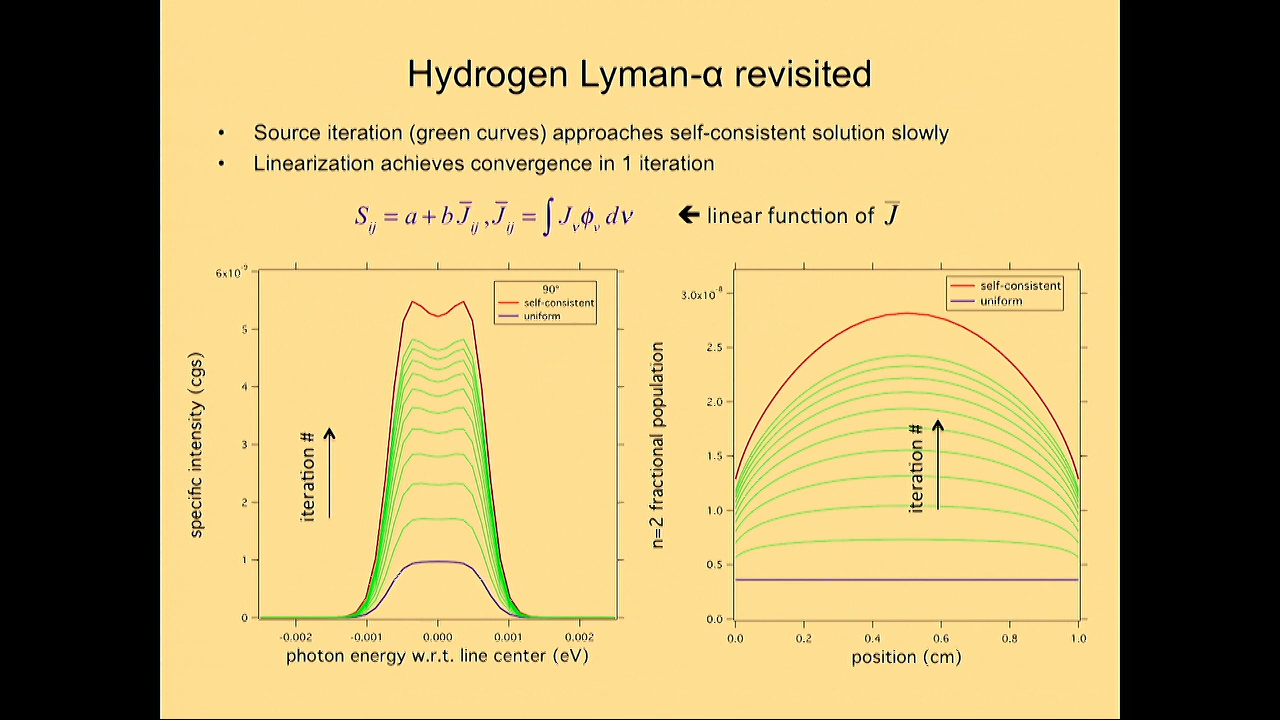 Hydrogen Lyman-α revisited
• Source iteration (green curves) approaches self-consistent solution slowly
• Linearization achieves convergence in 1 iteration
S_ij = a + b J̄_ij , J̄_ij = ∫ J_ν ϕ_ν dν 🡸 linear function of J̄
6x10^-9
5
4
3
2
1
0
-0.002 -0.001 0.000 0.001 0.002
photon energy w.r.t. line center (eV)
specific intensity (cgs)
iteration #
90°
self-consistent
uniform
3.0x10^-8
2.5
2.0
1.5
1.0
0.5
0.0
0.0 0.2 0.4 0.6 0.8 1.0
position (cm)
n=2 fractional population
iteration #
self-consistent
uniform